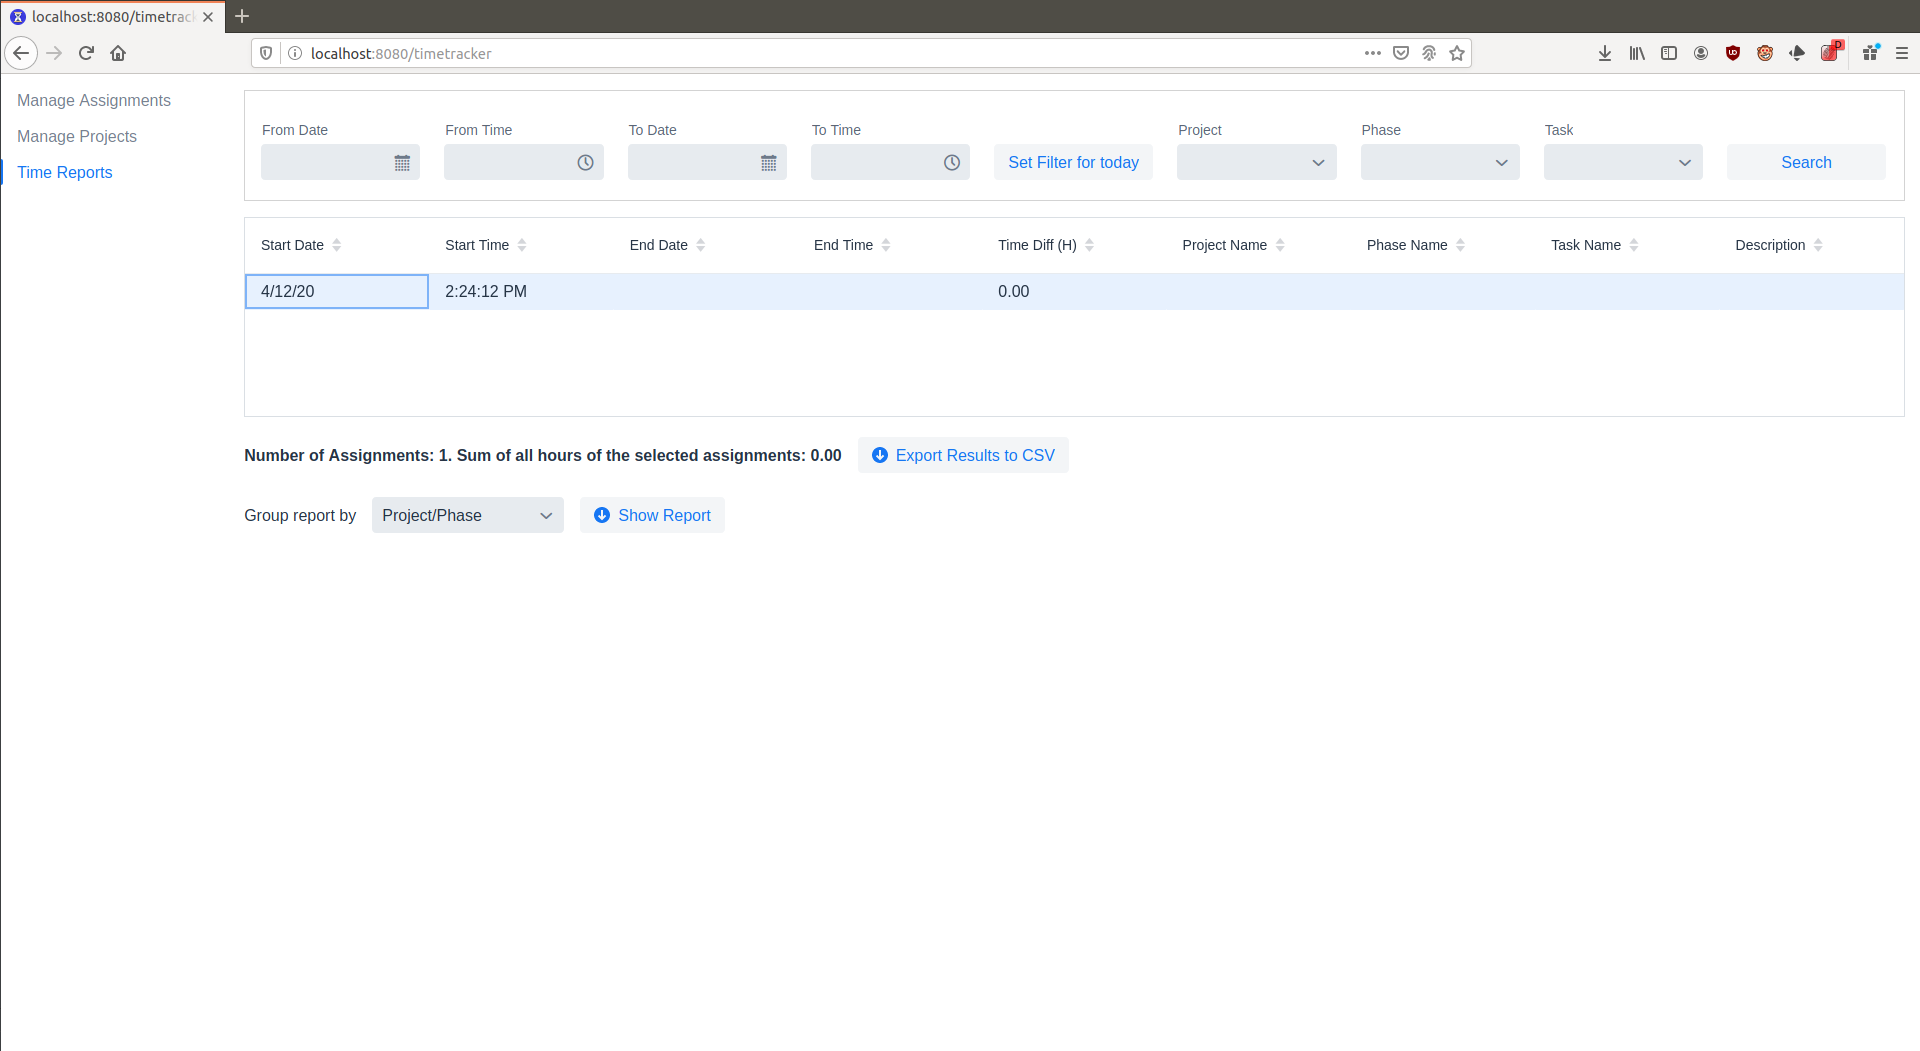 localhost:8080/timetrac
localhost:8080/timetracker
D
Manage Assignments
Manage Projects
Time Reports
From Date From Time To Date To Time Project Phase Task
Set Filter for today Search
Start Date Start Time End Date End Time Time Diff (H) Project Name Phase Name Task Name Description
4/12/20 2:24:12 PM 0.00
Number of Assignments: 1. Sum of all hours of the selected assignments: 0.00 Export Results to CSV
Group report by Project/Phase Show Report